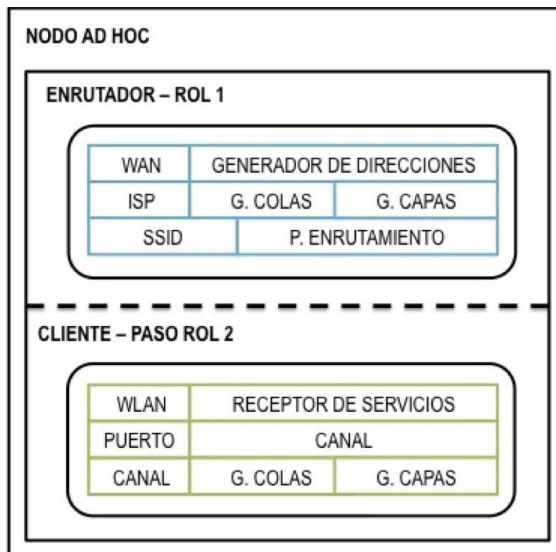 NODO AD HOC
ENRUTADOR – ROL 1
WAN GENERADOR DE DIRECCIONES
ISP G. COLAS G. CAPAS
SSID P. ENRUTAMIENTO
CLIENTE – PASO ROL 2
WLAN RECEPTOR DE SERVICIOS
PUERTO CANAL
CANAL G. COLAS G. CAPAS